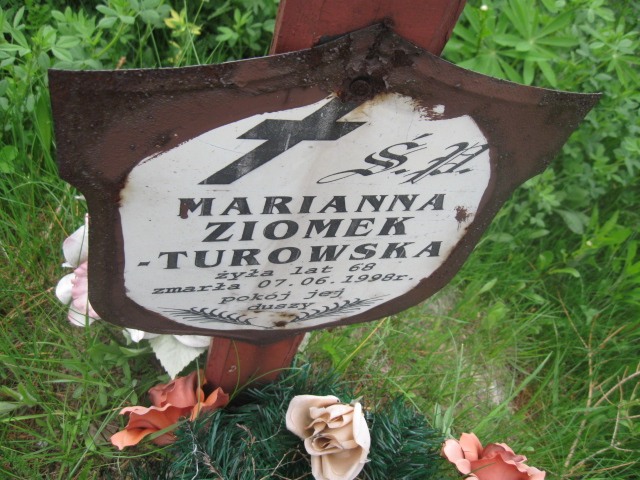 Ś.P.
MARIANNA
ZIOMEK
-TUROWSKA
żyła lat 68
zmarła 07.06.1998r.
pokój jej
duszy